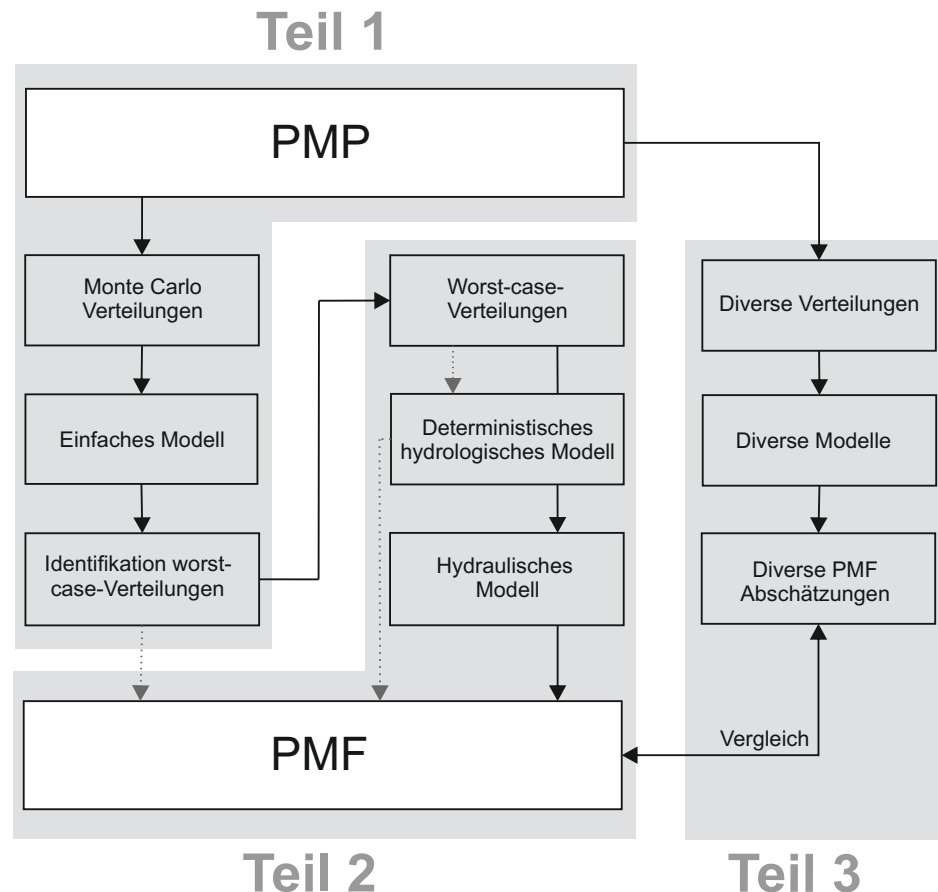 Teil 1
PMP
Monte Carlo
Verteilungen
Einfaches Modell
Identifikation worst-
case-Verteilungen
Worst-case-
Verteilungen
Deterministisches
hydrologisches Modell
Hydraulisches
Modell
PMF
Diverse Verteilungen
Diverse Modelle
Diverse PMF
Abschätzungen
Vergleich
Teil 2
Teil 3